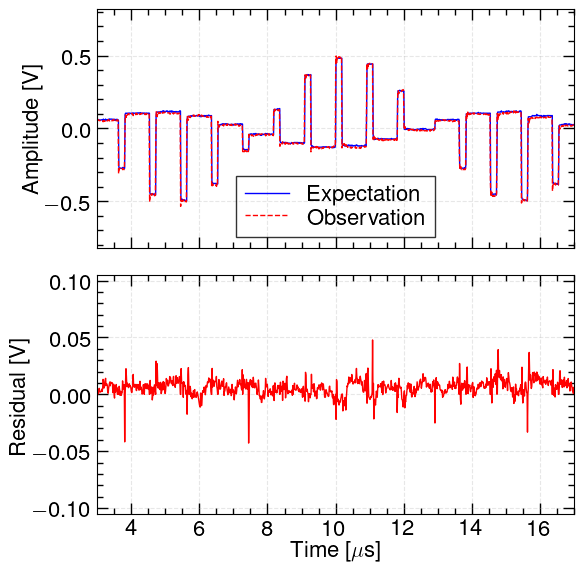 Amplitude [V]
0.5
0.0
−0.5
Expectation
Observation
Residual [V]
0.10
0.05
0.00
−0.05
−0.10
4 6 8 10 12 14 16
Time [μs]